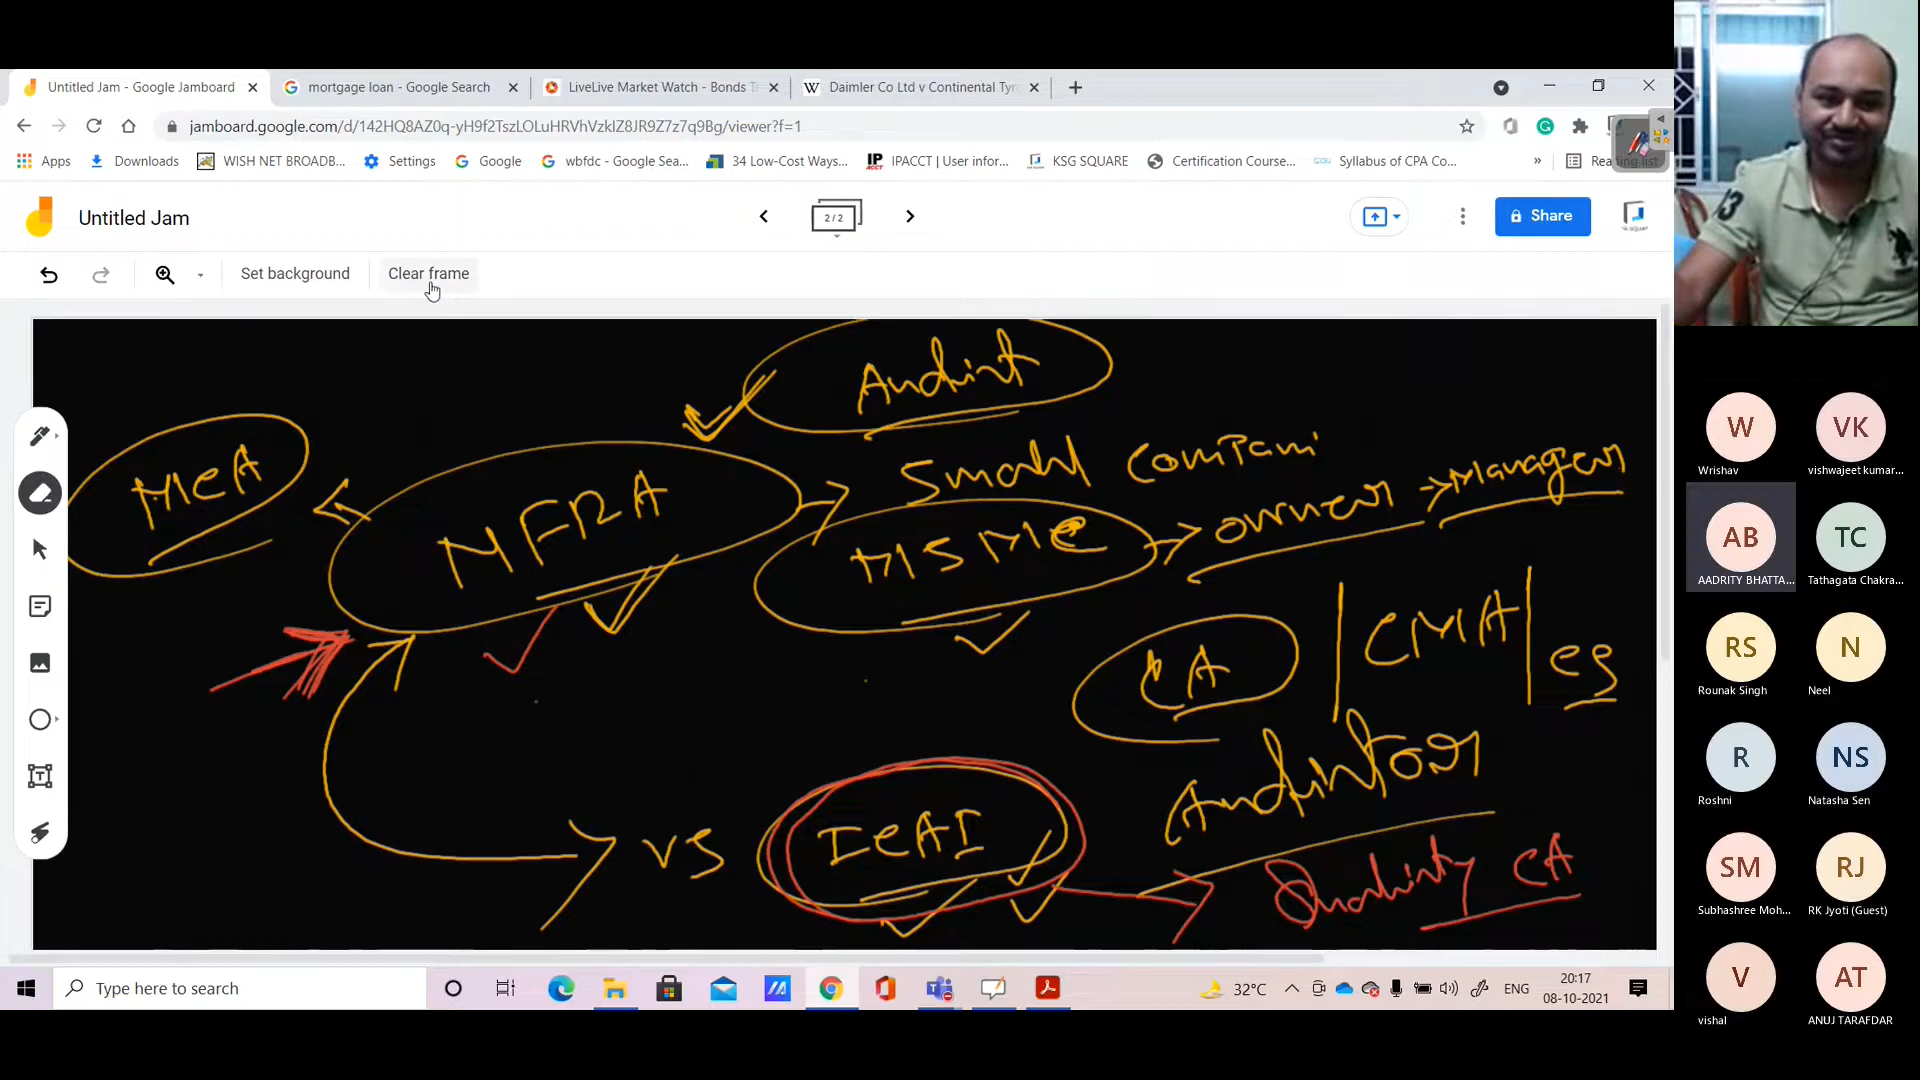 Untitled Jam - Google Jamboard
mortgage loan - Google Search
LiveLive Market Watch - Bonds T
Daimler Co Ltd v Continental Tyr
jamboard.google.com/d/142HQ8AZ0q-yH9f2TszLOLuHRVhVzklZ8JR9Z7z7q9Bg/viewer?f=1
Apps
Downloads
WISH NET BROADB...
Settings
Google
wbfdc - Google Sea...
34 Low-Cost Ways...
IPACCT | User infor...
KSG SQUARE
Certification Course...
Syllabus of CPA Co...
»
Reading list
Untitled Jam
2 / 2
Share
Set background
Clear frame
Audit
MCA
NFRA
Small Compani
MSME
owners
Managers
CA
CMA
CS
Auditor
vs
ICAI
Quality CA
W
Wrishav
VK
vishwajeet kumar...
AB
AADRITY BHATTA...
TC
Tathagata Chakra...
RS
Rounak Singh
N
Neel
R
Roshni
NS
Natasha Sen
SM
Subhashree Moh...
RJ
RK Jyoti (Guest)
V
vishal
AT
ANUJ TARAFDAR
Type here to search
32°C
ENG
20:17
08-10-2021